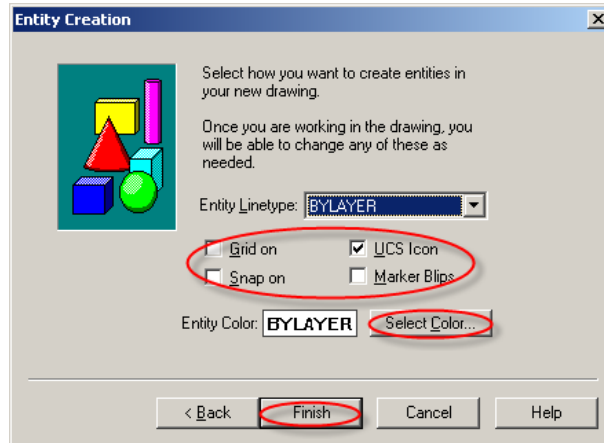 Entity Creation
Select how you want to create entities in
your new drawing.
Once you are working in the drawing, you
will be able to change any of these as
needed.
Entity Linetype: BYLAYER
Grid on UCS Icon
Snap on Marker Blips
Entity Color: BYLAYER Select Color...
< Back Finish Cancel Help